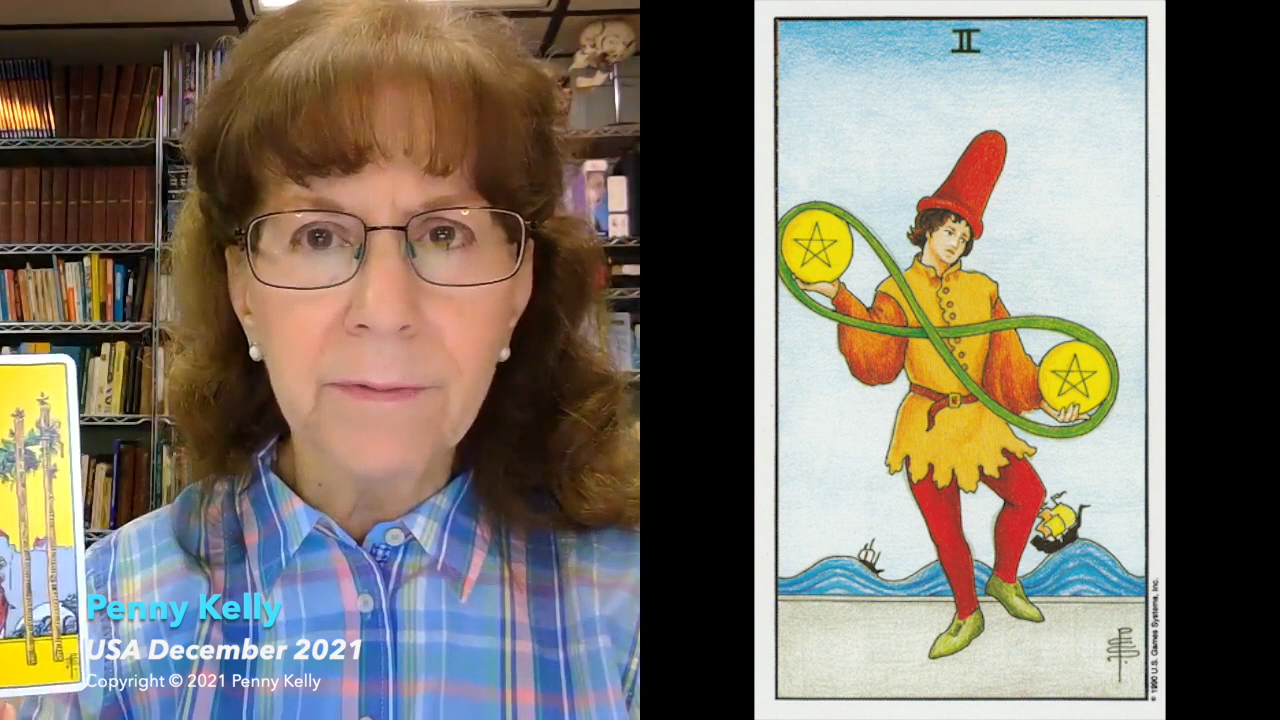 Penny Kelly
USA December 2021
Copyright © 2021 Penny Kelly
II
© 1990 U.S. Games Systems, Inc.